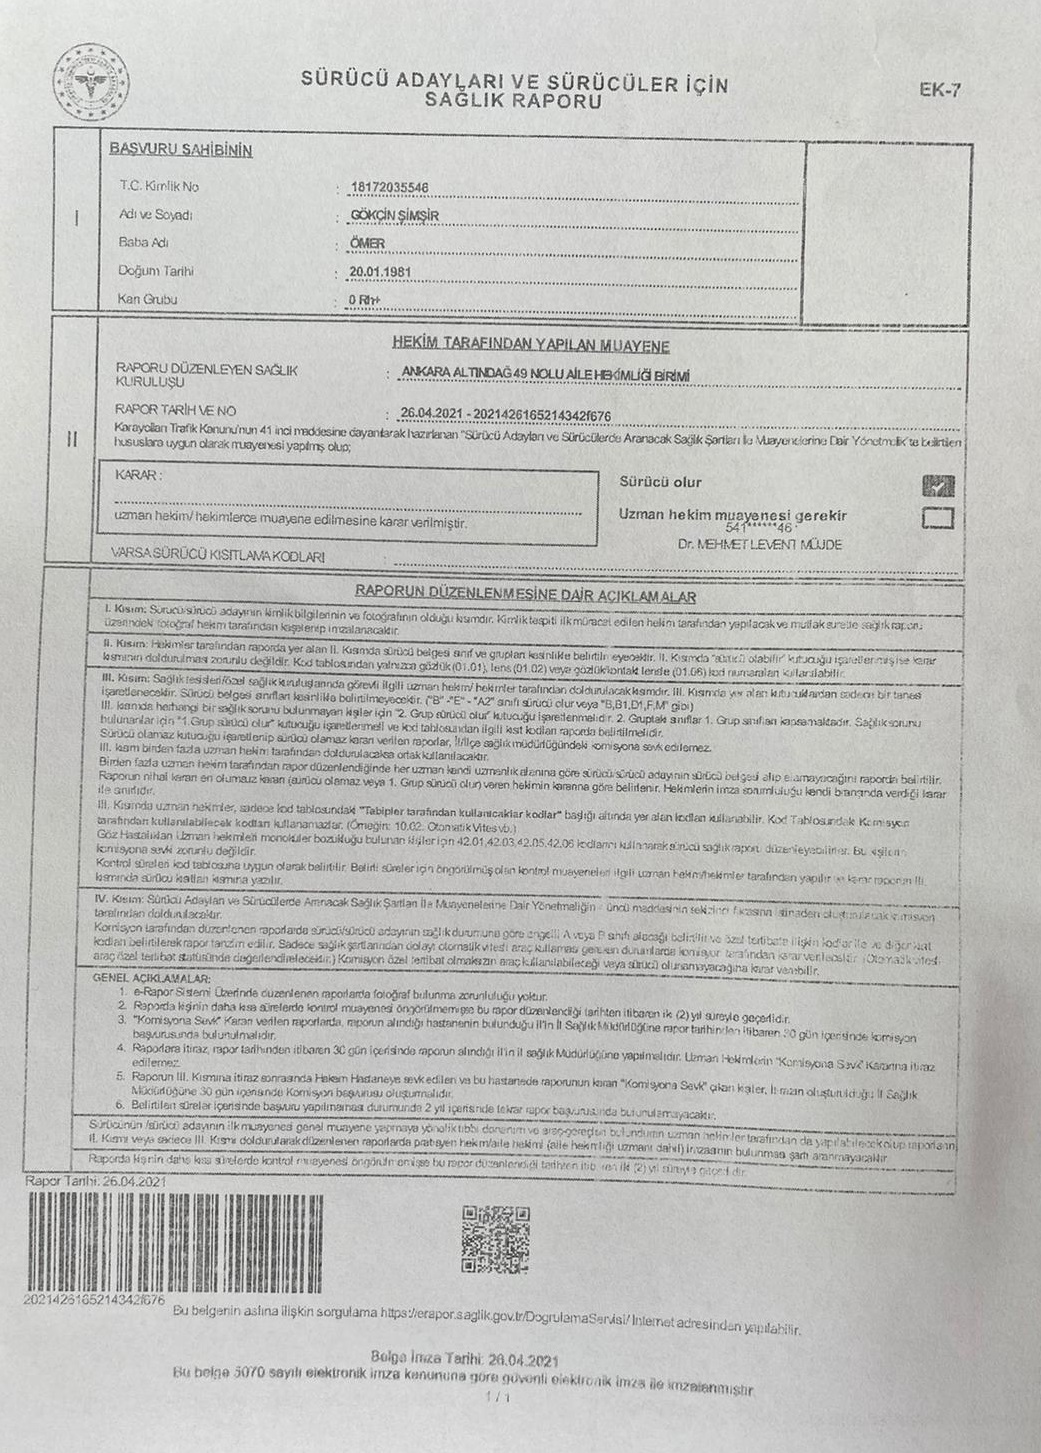 SÜRÜCÜ ADAYLARI VE SÜRÜCÜLER İÇİN
SAĞLIK RAPORU
EK-7
BAŞVURU SAHİBİNİN
I
T.C. Kimlik No : 18172035546
Adı ve Soyadı : GÖKÇİN ŞİMŞİR
Baba Adı : ÖMER
Doğum Tarihi : 20.01.1981
Kan Grubu : 0 Rh+
II
HEKİM TARAFINDAN YAPILAN MUAYENE
RAPORU DÜZENLEYEN SAĞLIK
KURULUŞU : ANKARA ALTINDAĞ 49 NOLU AİLE HEKİMLİĞİ BİRİMİ
RAPOR TARİH VE NO : 26.04.2021 - 2021426165214342f676
Karayolları Trafik Kanunu'nun 41 inci maddesine dayanılarak hazırlanan "Sürücü Adayları ve Sürücülerde Aranacak Sağlık Şartları ile Muayenelerine Dair Yönetmelik"te belirtilen
hususlara uygun olarak muayenesi yapılmış olup;
KARAR :
uzman hekim/ hekimlerce muayene edilmesine karar verilmiştir.
Sürücü olur
Uzman hekim muayenesi gerekir
541******46
Dr. MEHMET LEVENT MÜJDE
VARSA SÜRÜCÜ KISITLAMA KODLARI
RAPORUN DÜZENLENMESİNE DAİR AÇIKLAMALAR
I. Kısım: Sürücü/sürücü adayının kimlik bilgilerinin ve fotoğrafının olduğu kısımdır. Kimlik tespiti ilk müracat edilen hekim tarafından yapılacak ve mutlak suretle sağlık raporu
üzerindeki fotoğraf hekim tarafından kaşelenip imzalanacaktır.
II. Kısım: Hekimler tarafından raporda yer alan II. Kısımda sürücü belgesi sınıf ve grupları kesinlikle belirtilmeyecektir. II. Kısımda "sürücü olabilir" kutucuğu işaretlenmiş ise karar
kısmının doldurulması zorunlu değildir. Kod tablosundan yalnızca gözlük(01.01), lens (01.02) veya gözlük/kontak lensle (01.06) kod numaraları kullanılabilir.
III. Kısım: Sağlık tesisleri/özel sağlık kuruluşlarında görevli ilgili uzman hekim/ hekimler tarafından doldurulacak kısımdır. III. Kısımda yer alan kutucuklardan sadece bir tanesi
işaretlenecektir. Sürücü belgesi sınıfları kesinlikle belirtilmeyecektir. ("B" -"E"- "A2" sınıfı sürücü olur veya "B,B1,D1,F,M" gibi)
III. kısımda herhangi bir sağlık sorunu bulunmayan kişiler için "2. Grup sürücü olur" kutucuğu işaretlenmelidir. 2. Gruptaki sınıflar 1. Grup sınıfları kapsamaktadır. Sağlık sorunu
bulunanlar için "1.Grup sürücü olur" kutucuğu işaretlenmeli ve kod tablosundan ilgili kısıt kodları raporda belirtilmelidir.
Sürücü olamaz kutucuğu işaretlenip sürücü olamaz kararı verilen raporlar, İl/ilçe sağlık müdürlüğündeki komisyona sevk edilemez.
III. kısım birden fazla uzman hekim tarafından doldurulacaksa ortak kullanılacaktır.
Birden fazla uzman hekim tarafından rapor düzenlendiğinde her uzman kendi uzmanlık alanına göre sürücü/sürücü adayının sürücü belgesi alıp alamayacağını raporda belirtilir.
Raporun nihai kararı en olumsuz kararı (sürücü olamaz veya 1. Grup sürücü olur) veren hekimin kararına göre belirlenir. Hekimlerin imza sorumluluğu kendi branşında verdiği karar
ile sınırlıdır.
III. Kısımda uzman hekimler, sadece kod tablosundaki "Tabipler tarafından kullanılacaklar kodlar" başlığı altında yer alan kodları kullanabilir. Kod Tablosundaki Komisyon
tarafından kullanılabilecek kodları kullanamazlar. (Örneğin: 10.02. Otomatik Vites vb.)
Göz Hastalıkları Uzman hekimleri monoküler bozukluğu bulunan kişiler için 42.01,42.03,42.05,42.06 kodlarını kullanarak sürücü sağlık raporu düzenleyebilirler. Bu kişilerin
komisyona sevki zorunlu değildir.
Kontrol süreleri kod tablosuna uygun olarak belirtilir. Belirli süreler için öngörülmüş olan kontrol muayeneleri ilgili uzman hekim/hekimler tarafından yapılır ve karar raporun III.
kısmında sürücü kısıtları kısmına yazılır.
IV. Kısım: Sürücü Adayları ve Sürücülerde Aranacak Sağlık Şartları İle Muayenelerine Dair Yönetmeliğin üncü maddesinin sekizinci fıkrasına istinaden oluşturulacak komisyon
tarafından doldurulacaktır.
Komisyon tarafından düzenlenen raporlarda sürücü/sürücü adayının sağlık durumuna göre engelli A veya B sınıfı alacağı belirtilir ve özel tertibata ilişkin kodlar ile ve diğer kısıt
kodları belirtilerek rapor tanzim edilir. Sadece sağlık şartlarından dolayı otomatik vitesli araç kullanması gereken durumlarda komisyon tarafından karar verilecektir. (Otomatik vitesli
araç özel tertibat statüsünde değerlendirelecektir.) Komisyon özel tertibat olmaksızın araç kullanılabileceği veya sürücü olunamayacağına karar verebilir.
GENEL AÇIKLAMALAR:
1. e-Rapor Sistemi Üzerinde düzenlenen raporlarda fotoğraf bulunma zorunluluğu yoktur.
2. Raporda kişinin daha kısa sürelerde kontrol muayenesi öngörülmemişse bu rapor düzenlendiği tarihten itibaren iki (2) yıl süreyle geçerlidir.
3. "Komisyona Sevk" Kararı verilen raporlarda, raporun alındığı hastanenin bulunduğu İl'in İl Sağlık Müdürlüğüne rapor tarihinden itibaren 30 gün içerisinde komisyon
başvurusunda bulunulmalıdır.
4. Raporlara itiraz, rapor tarihinden itibaren 30 gün içerisinde raporun alındığı il'in il sağlık Müdürlüğüne yapılmalıdır. Uzman Hekimlerin "Komisyona Sevk" Kararına itiraz
edilemez.
5. Raporun III. Kısmına itiraz sonrasında Hakem Hastaneye sevk edilen ve bu hastanede raporunun kararı "Komisyona Sevk" çıkan kişiler, İtirazın oluşturulduğu İl Sağlık
Müdürlüğüne 30 gün içerisinde Komisyon başvurusu oluşturmalıdır.
6. Belirtilen süreler içerisinde başvuru yapılmaması durumunda 2 yıl içerisinde tekrar rapor başvurusunda bulunulamayacaktır.
Sürücünün /sürücü adayının ilk muayenesi genel muayene yapmaya yönelik tıbbi donanım ve araç-gereçleri bulunduran uzman hekimler tarafından da yapılabilecek olup raporların;
II. Kısmı veya sadece III. Kısmı doldurularak düzenlenen raporlarda pratisyen hekim/aile hekimi (aile hekimliği uzmanı dahil) imzasının bulunması şartı aranmayacaktır.
Raporda kişinin daha kısa sürelerde kontrol muayenesi öngörülmemişse bu rapor düzenlendiği tarihten itibaren iki (2) yıl süreyle geçerlidir.
Rapor Tarihi: 26.04.2021
2021426165214342f676
Bu belgenin aslına ilişkin sorgulama https://erapor.saglik.gov.tr/DogrulamaServisi/ İnternet adresinden yapılabilir.
Belge İmza Tarihi: 26.04.2021
Bu belge 5070 sayılı elektronik imza kanununa göre güvenli elektronik imza ile imzalanmıştır
1 / 1